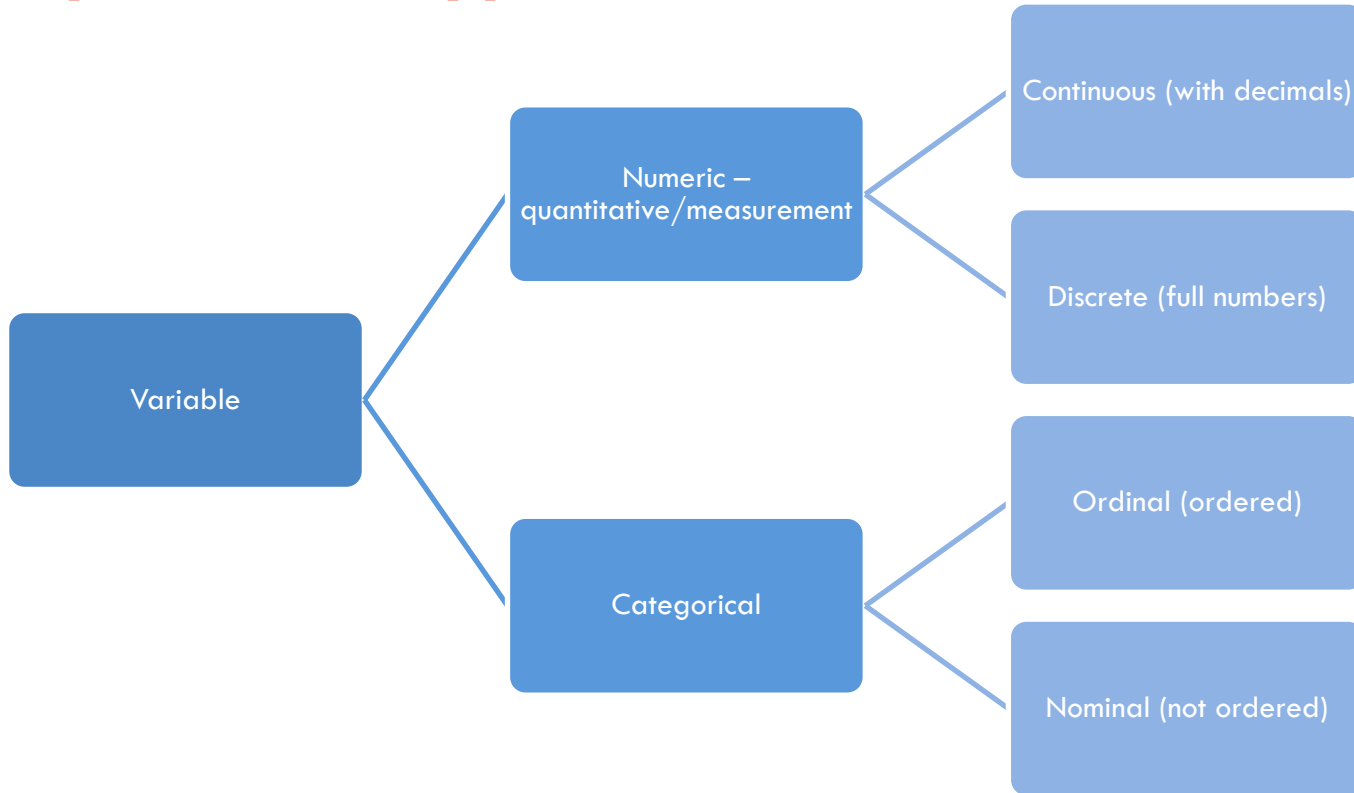 Continuous (with decimals)
Numeric –
quantitative/measurement
Discrete (full numbers)
Variable
Ordinal (ordered)
Categorical
Nominal (not ordered)